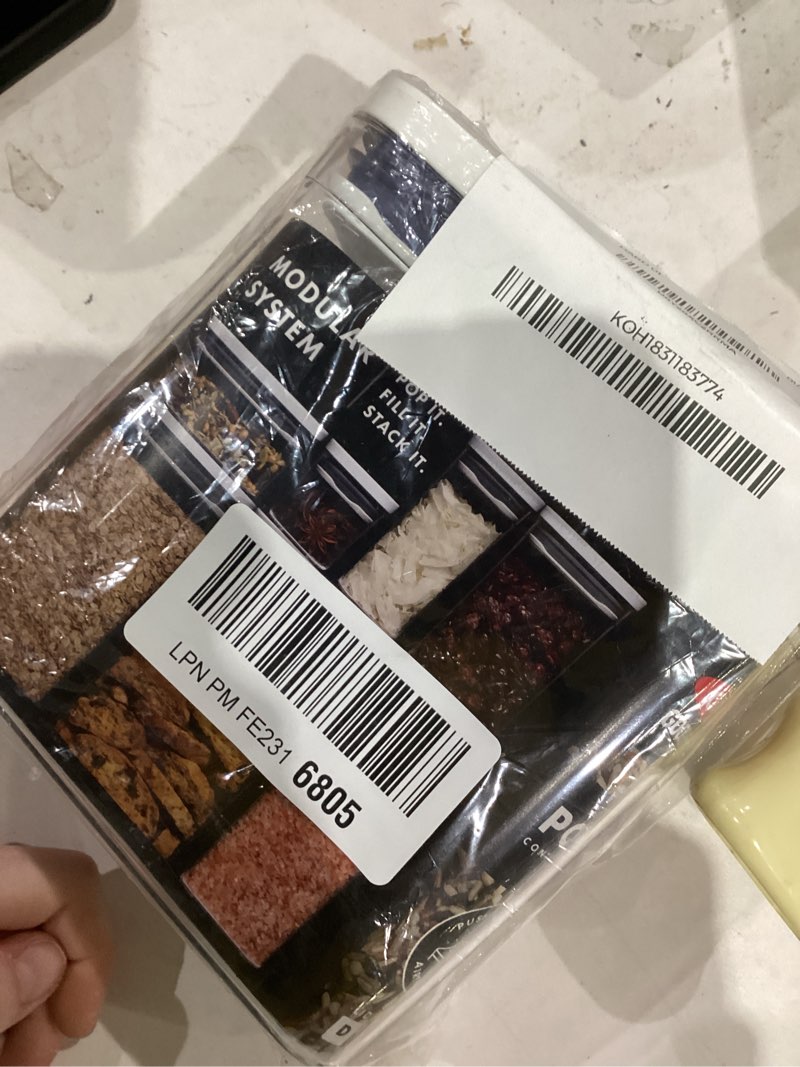 MODULAR
SYSTEM
POP IT.
FILL IT.
STACK IT.
KOH1831183774
LPN PM FE231 6805
D